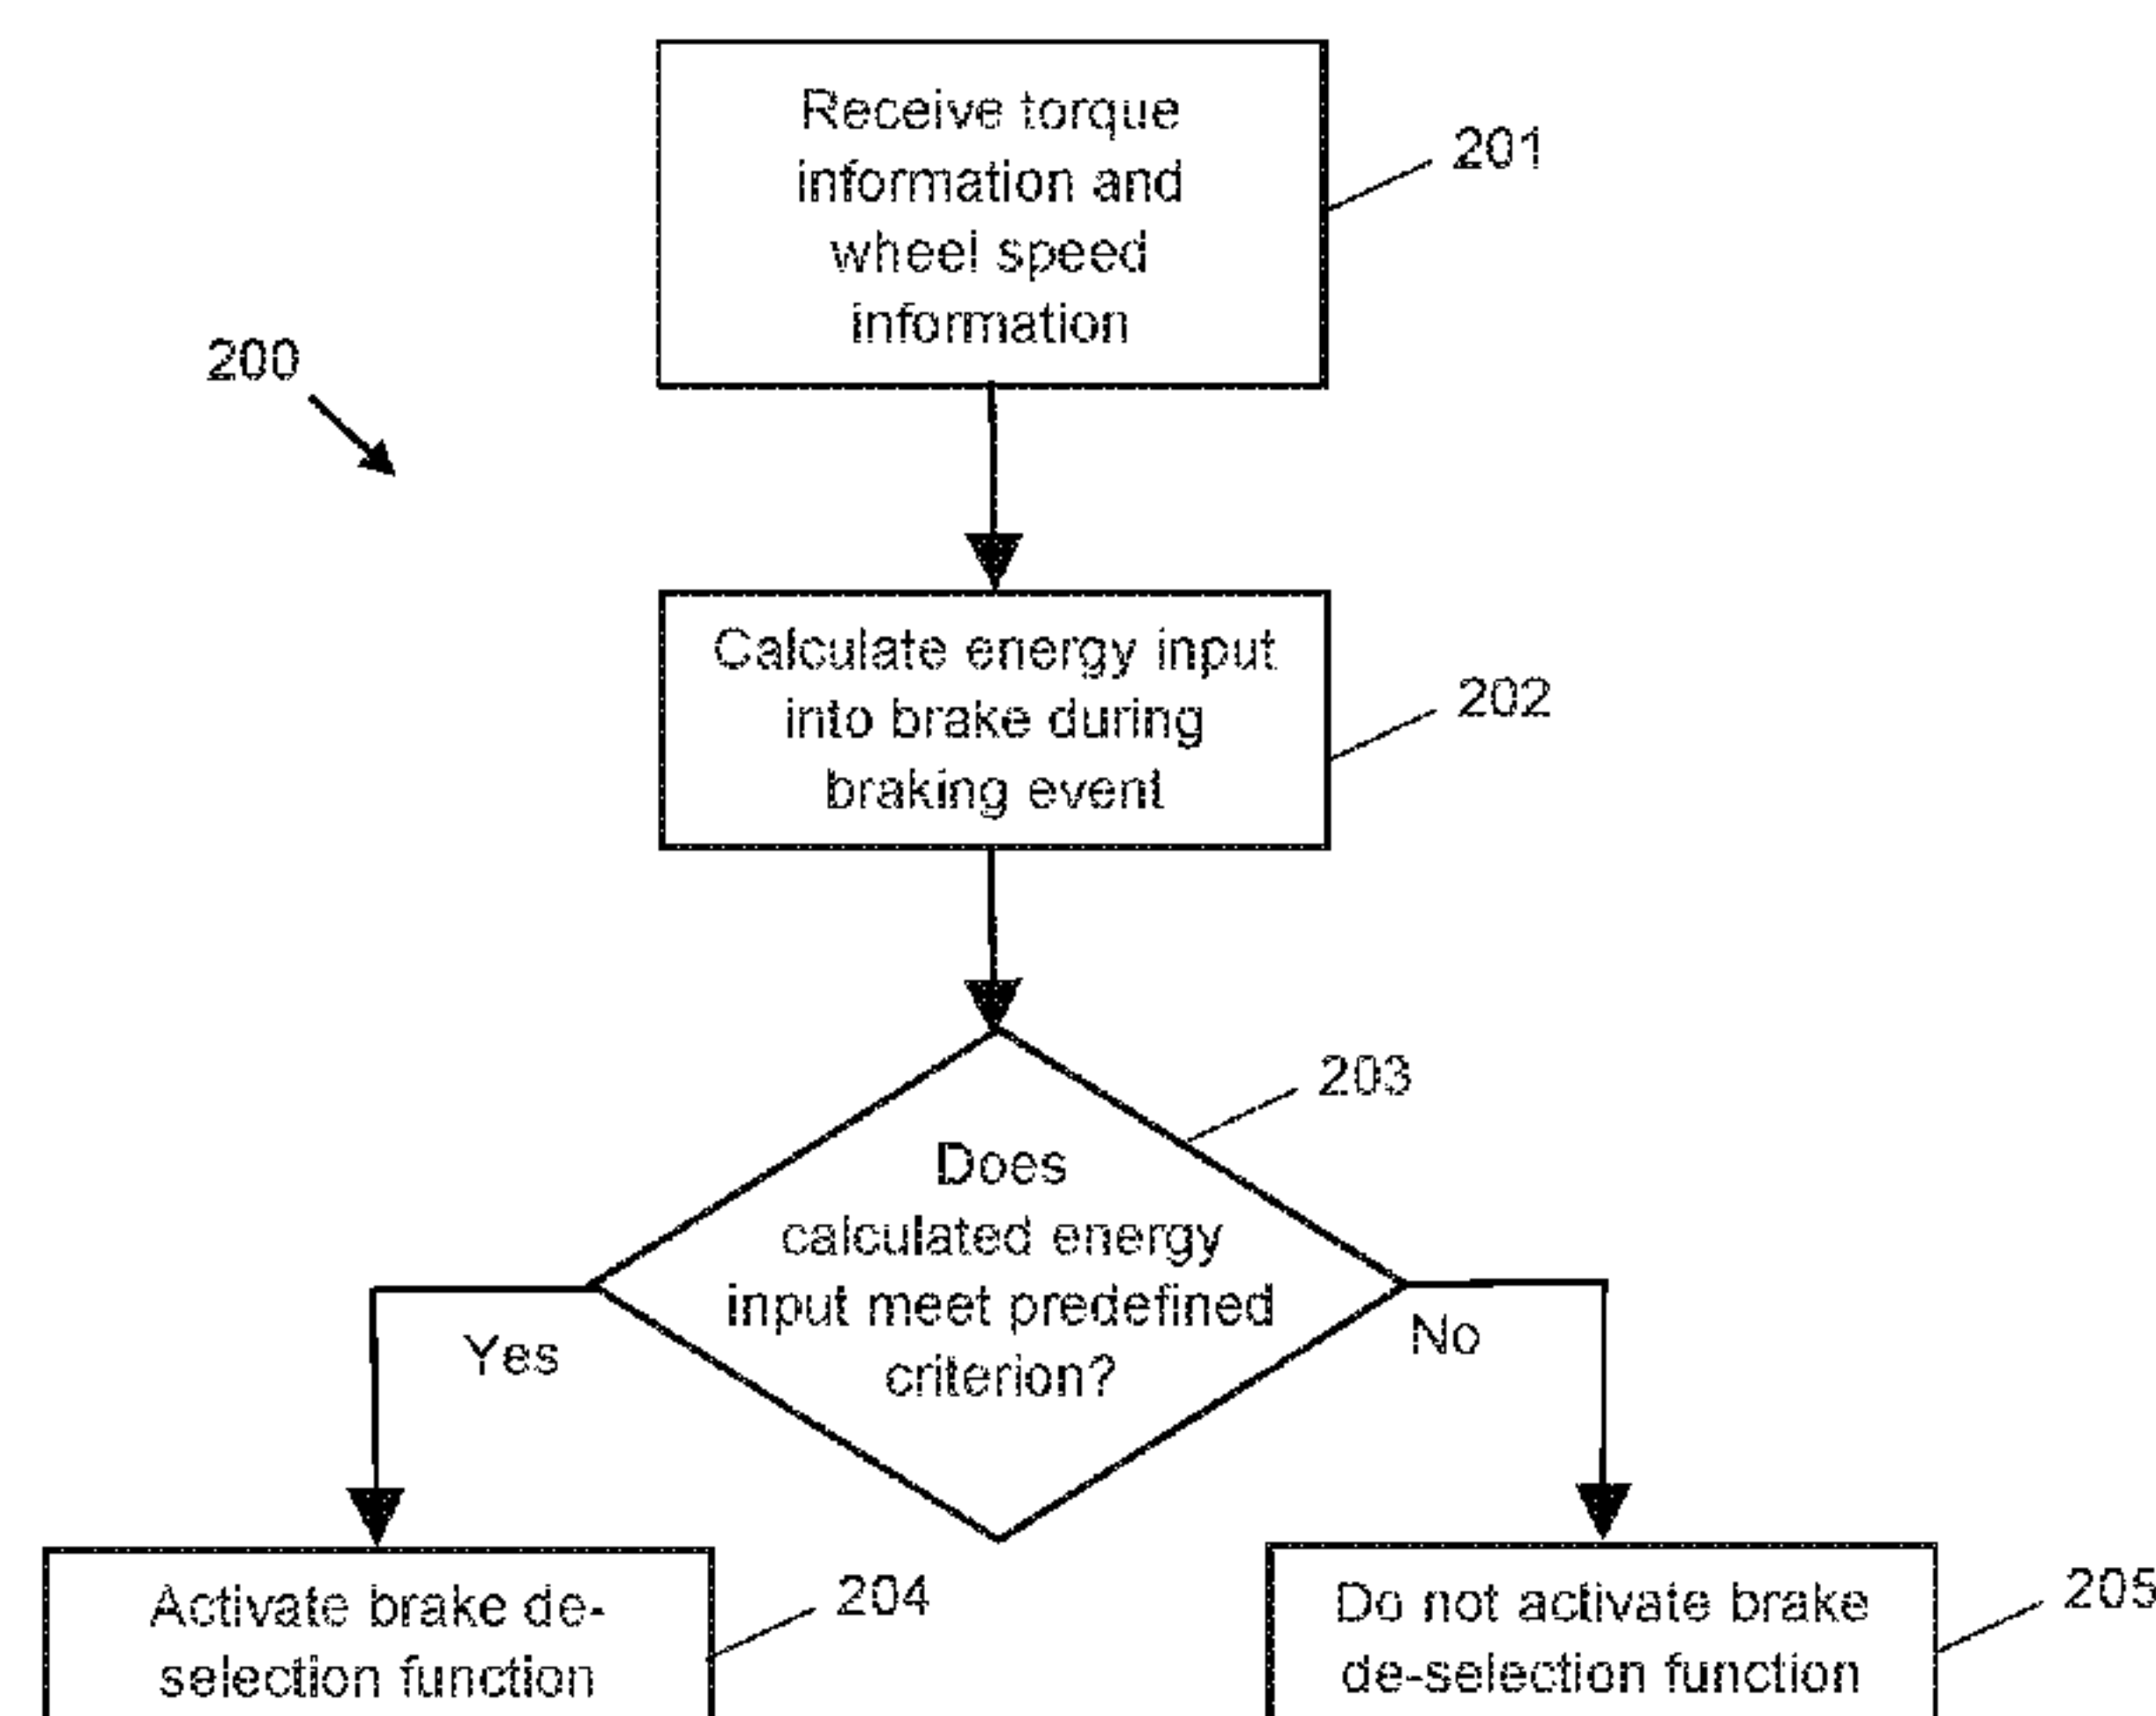 Receive torque
information and
wheel speed
information
201
200
Calculate energy input
into brake during
braking event
202
203
Does
calculated energy
input meet predefined
criterion?
Yes
No
Activate brake de-
selection function
204
Do not activate brake
de-selection function
205